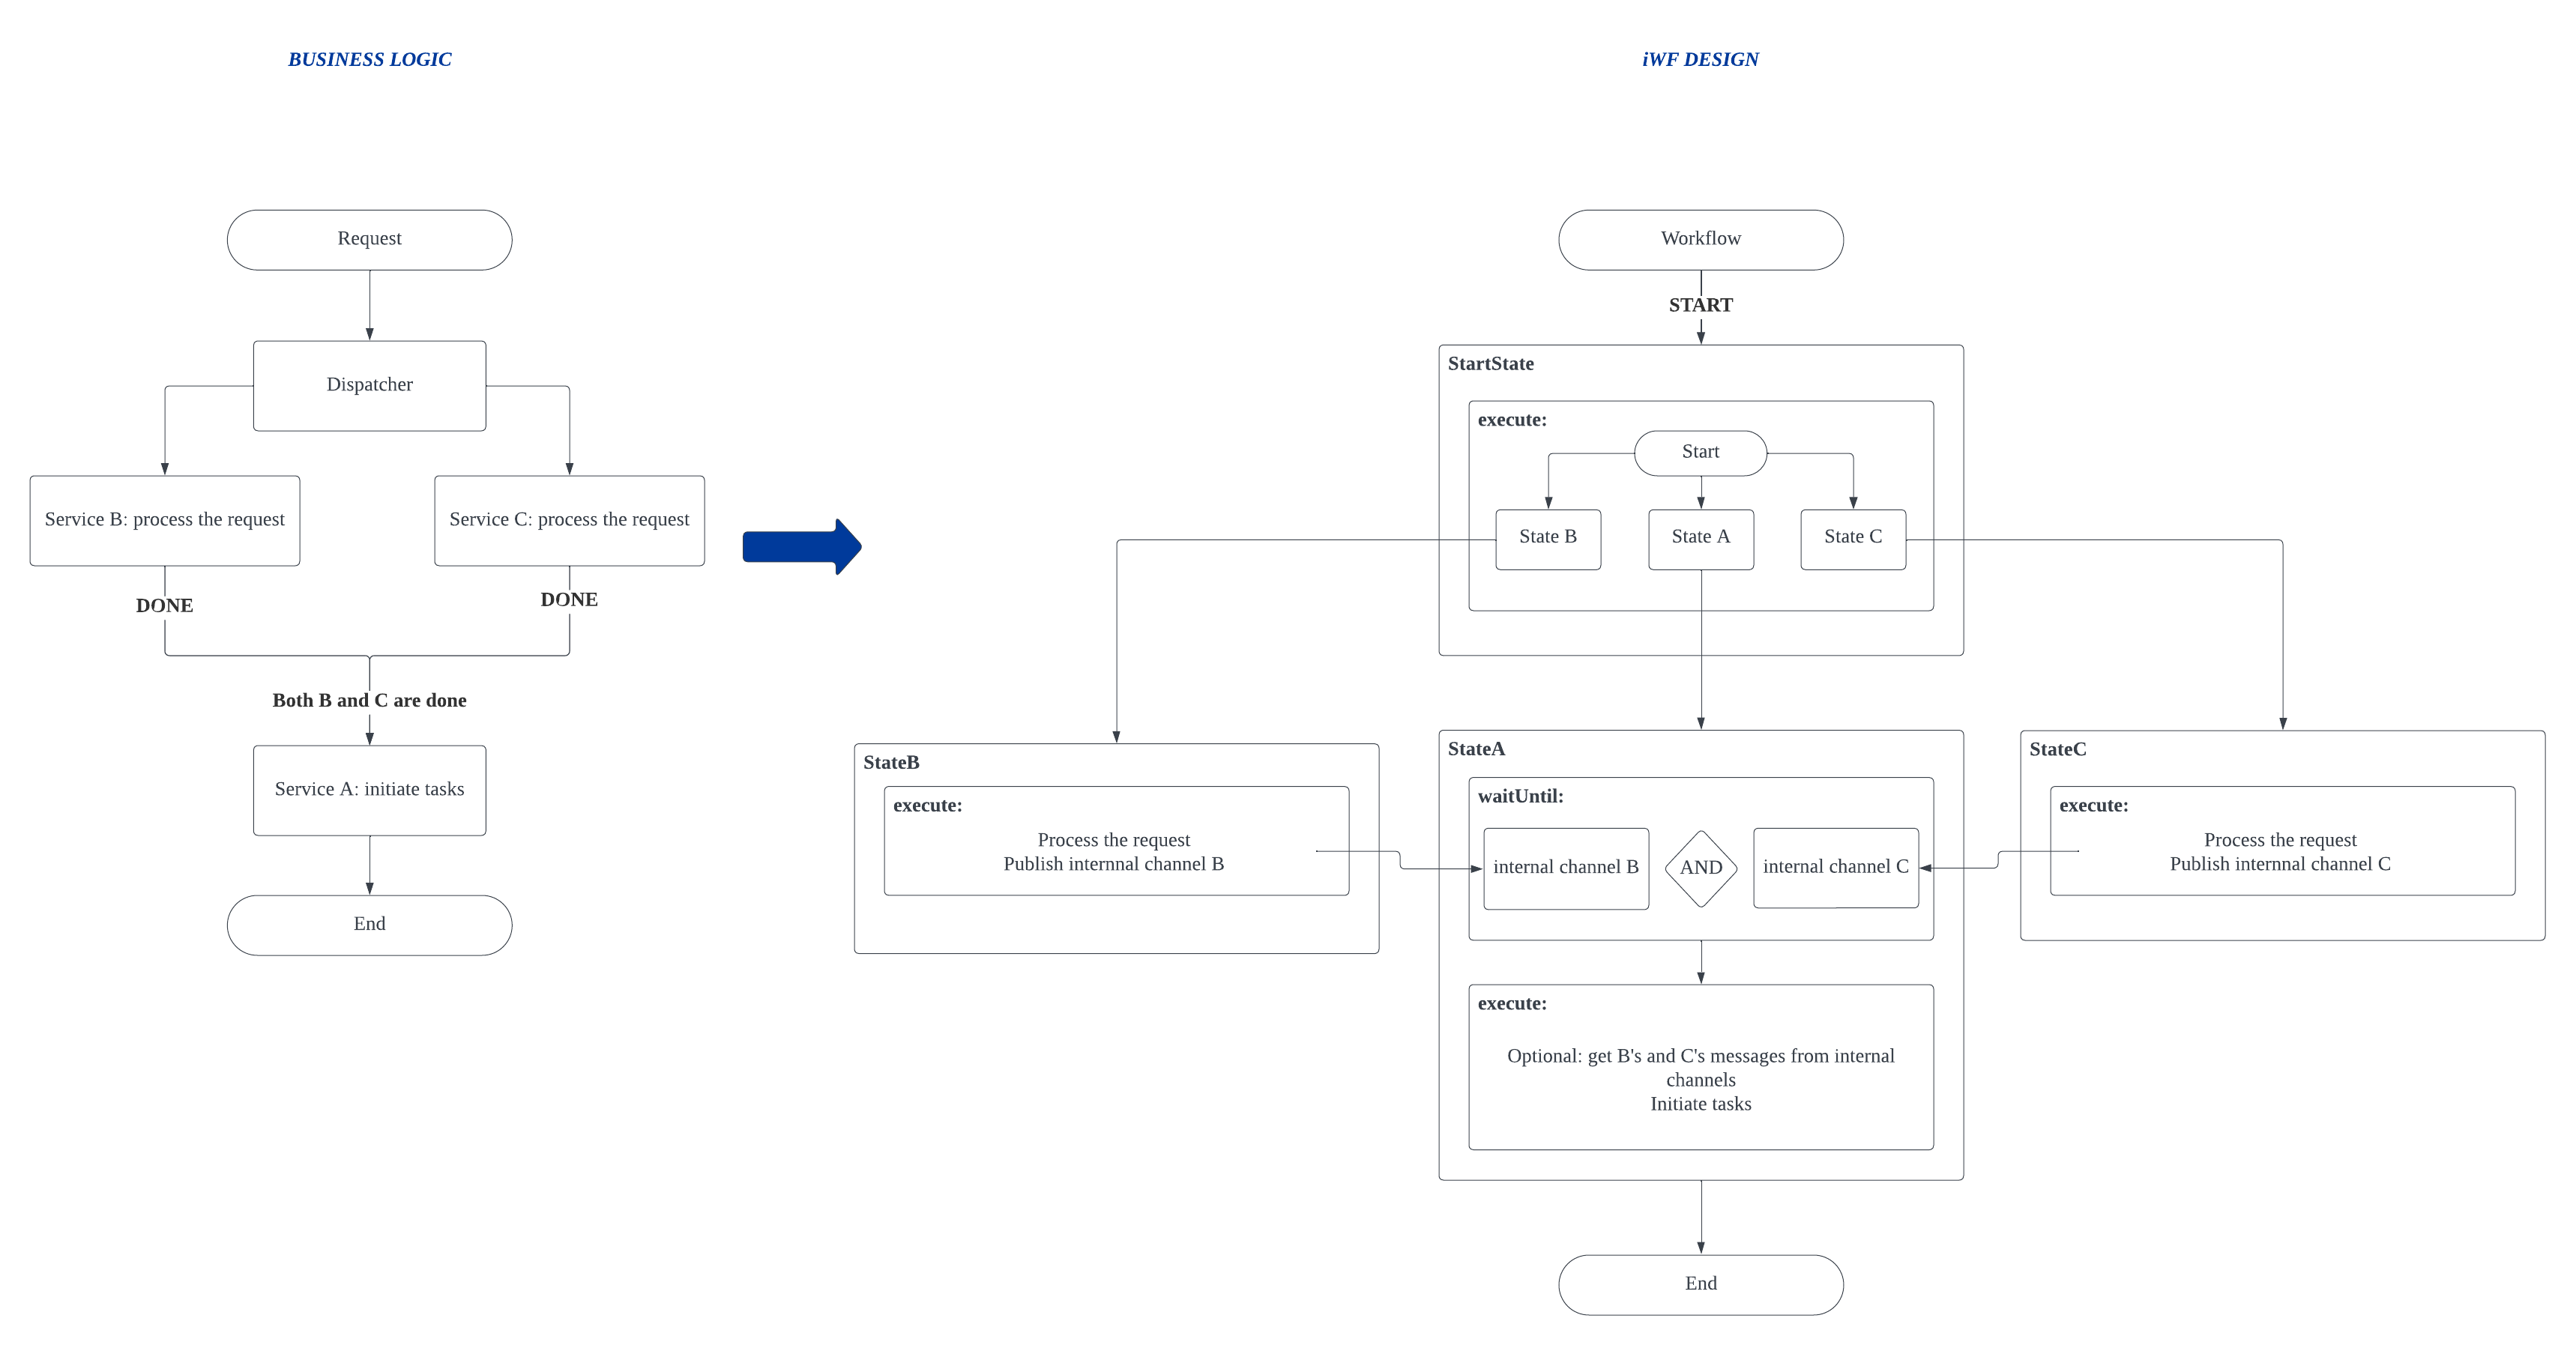 BUSINESS LOGIC
Request
Dispatcher
Service B: process the request
Service C: process the request
DONE
DONE
Both B and C are done
Service A: initiate tasks
End
iWF DESIGN
Workflow
START
StartState
execute:
Start
State B
State A
State C
StateB
execute:
Process the request
Publish internnal channel B
StateA
waitUntil:
internal channel B
AND
internal channel C
execute:
Optional: get B's and C's messages from internal
channels
Initiate tasks
StateC
execute:
Process the request
Publish internnal channel C
End